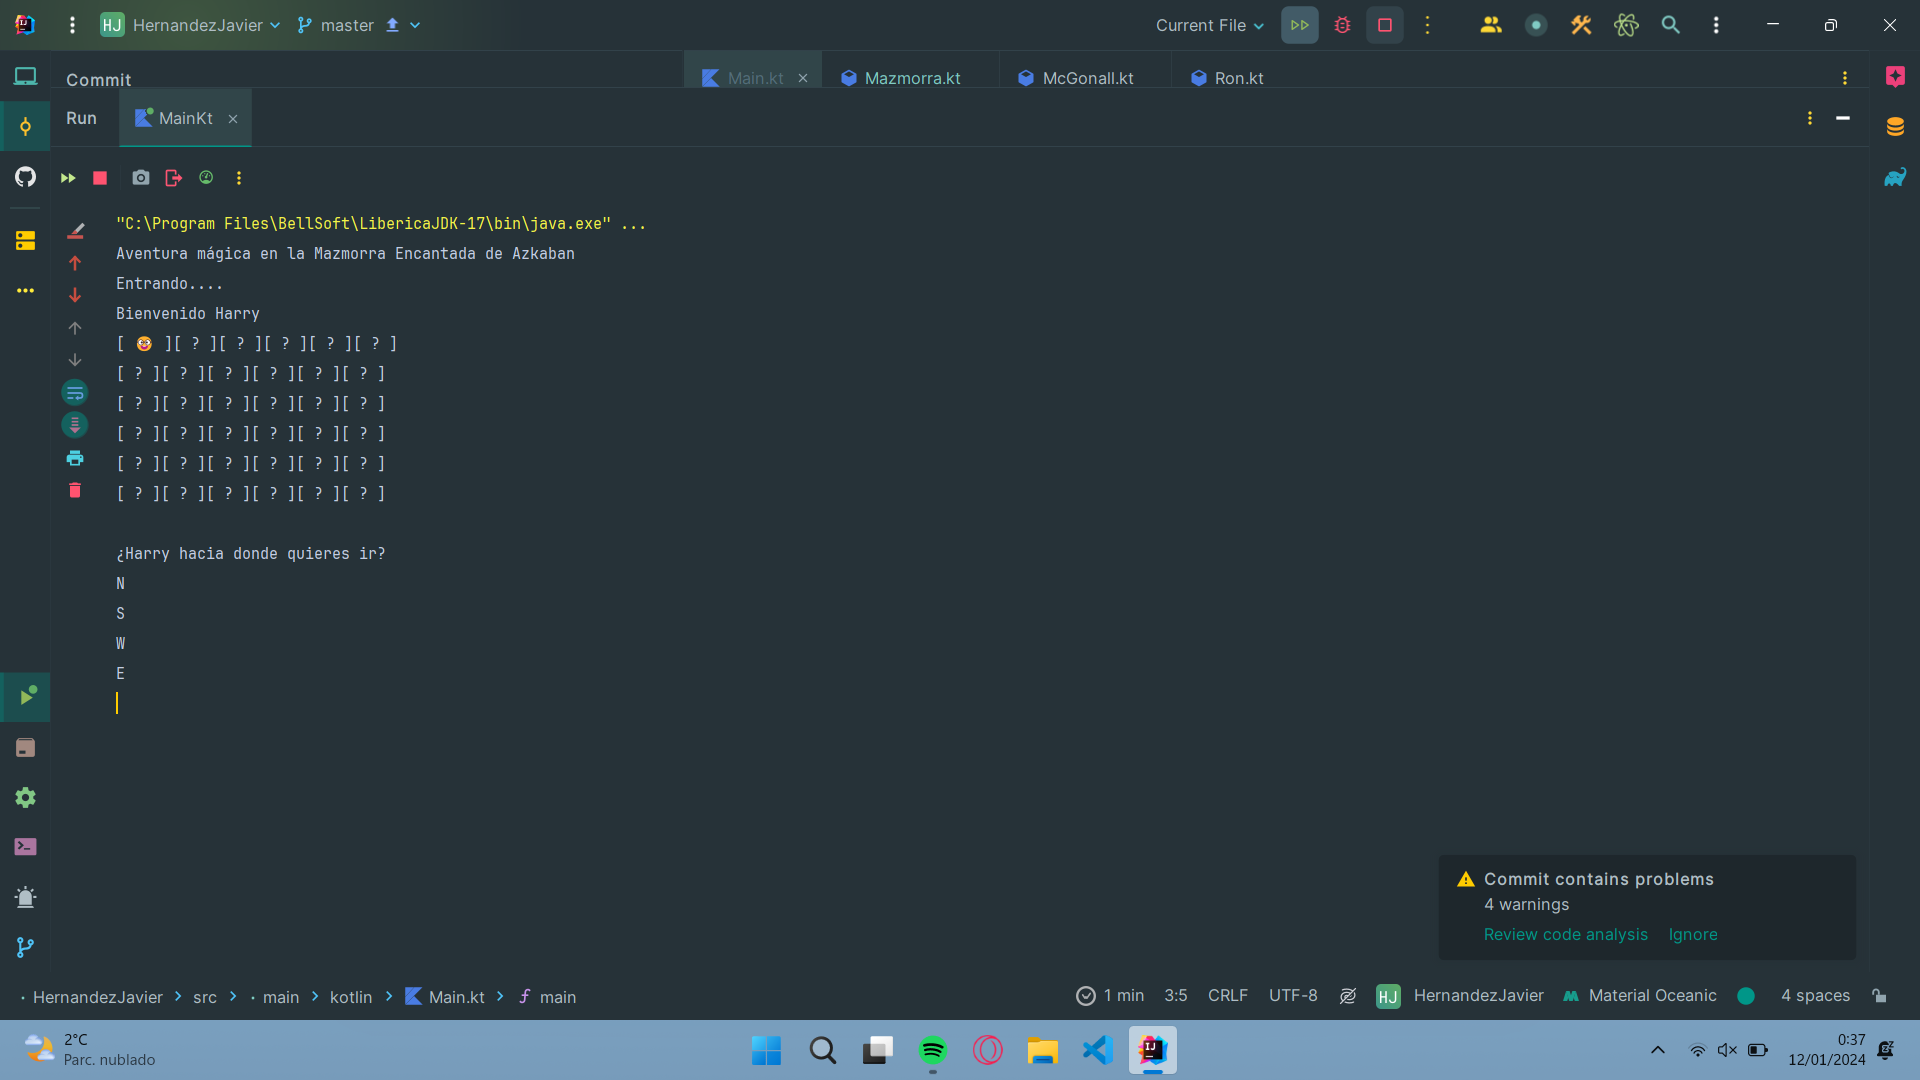 HJ HernandezJavier master Current File
Commit Main.kt Mazmorra.kt McGonall.kt Ron.kt
Run MainKt
"C:\Program Files\BellSoft\LibericaJDK-17\bin\java.exe" ...
Aventura mágica en la Mazmorra Encantada de Azkaban
Entrando....
Bienvenido Harry
[ 🤡 ][ ? ][ ? ][ ? ][ ? ][ ? ]
[ ? ][ ? ][ ? ][ ? ][ ? ][ ? ]
[ ? ][ ? ][ ? ][ ? ][ ? ][ ? ]
[ ? ][ ? ][ ? ][ ? ][ ? ][ ? ]
[ ? ][ ? ][ ? ][ ? ][ ? ][ ? ]
[ ? ][ ? ][ ? ][ ? ][ ? ][ ? ]
¿Harry hacia donde quieres ir?
N
S
W
E
Commit contains problems
4 warnings
Review code analysis Ignore
HernandezJavier > src > main > kotlin > Main.kt > main 1 min 3:5 CRLF UTF-8 HJ HernandezJavier Material Oceanic 4 spaces
2°C
Parc. nublado
0:37
12/01/2024